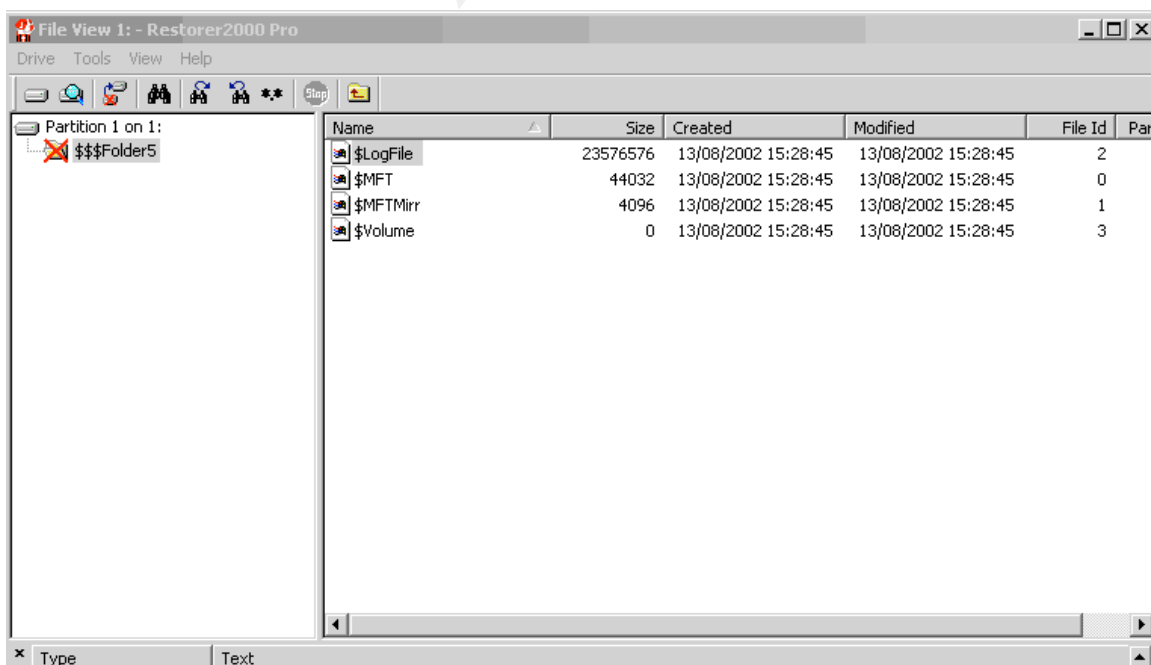 File View 1: - Restorer2000 Pro
Drive Tools View Help
*.* Stop
Partition 1 on 1:
$$$Folder5
Name Size Created Modified File Id Par
$LogFile 23576576 13/08/2002 15:28:45 13/08/2002 15:28:45 2
$MFT 44032 13/08/2002 15:28:45 13/08/2002 15:28:45 0
$MFTMirr 4096 13/08/2002 15:28:45 13/08/2002 15:28:45 1
$Volume 0 13/08/2002 15:28:45 13/08/2002 15:28:45 3
Type Text